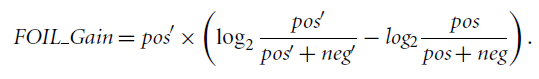 FOIL_Gain = pos′ × ( log₂ pos′ / (pos′ + neg′) − log₂ pos / (pos + neg) ) .